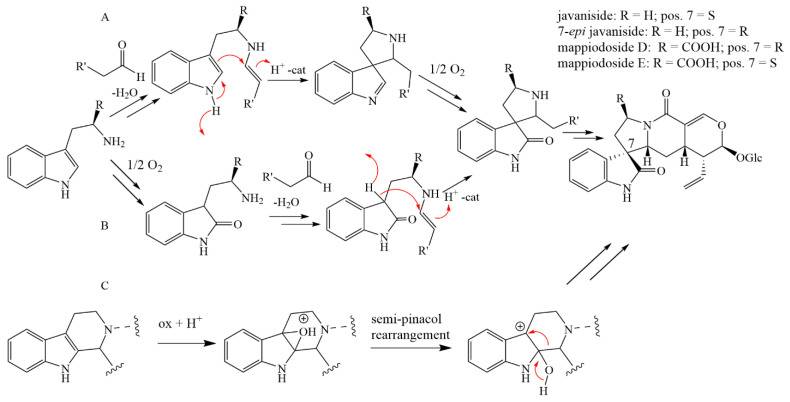 A
javaniside: R = H; pos. 7 = S
7-epi javaniside: R = H; pos. 7 = R
mappiodoside D: R = COOH; pos. 7 = R
mappiodoside E: R = COOH; pos. 7 = S
R'
O
-H₂O
R
NH
R'
N
H
H⁺-cat
R
NH
R'
N
1/2 O₂
R
NH
R'
O
N
H
R
O
N
O
OGlc
H
H
7
O
N
H
R
NH₂
N
H
1/2 O₂
B
R
NH₂
O
N
H
R'
O
-H₂O
H
R
NH
O
N
H
R'
H⁺-cat
C
N
N
H
ox + H⁺
⊕
OH
N
N
H
semi-pinacol
rearrangement
⊕
N
N
H
O
H